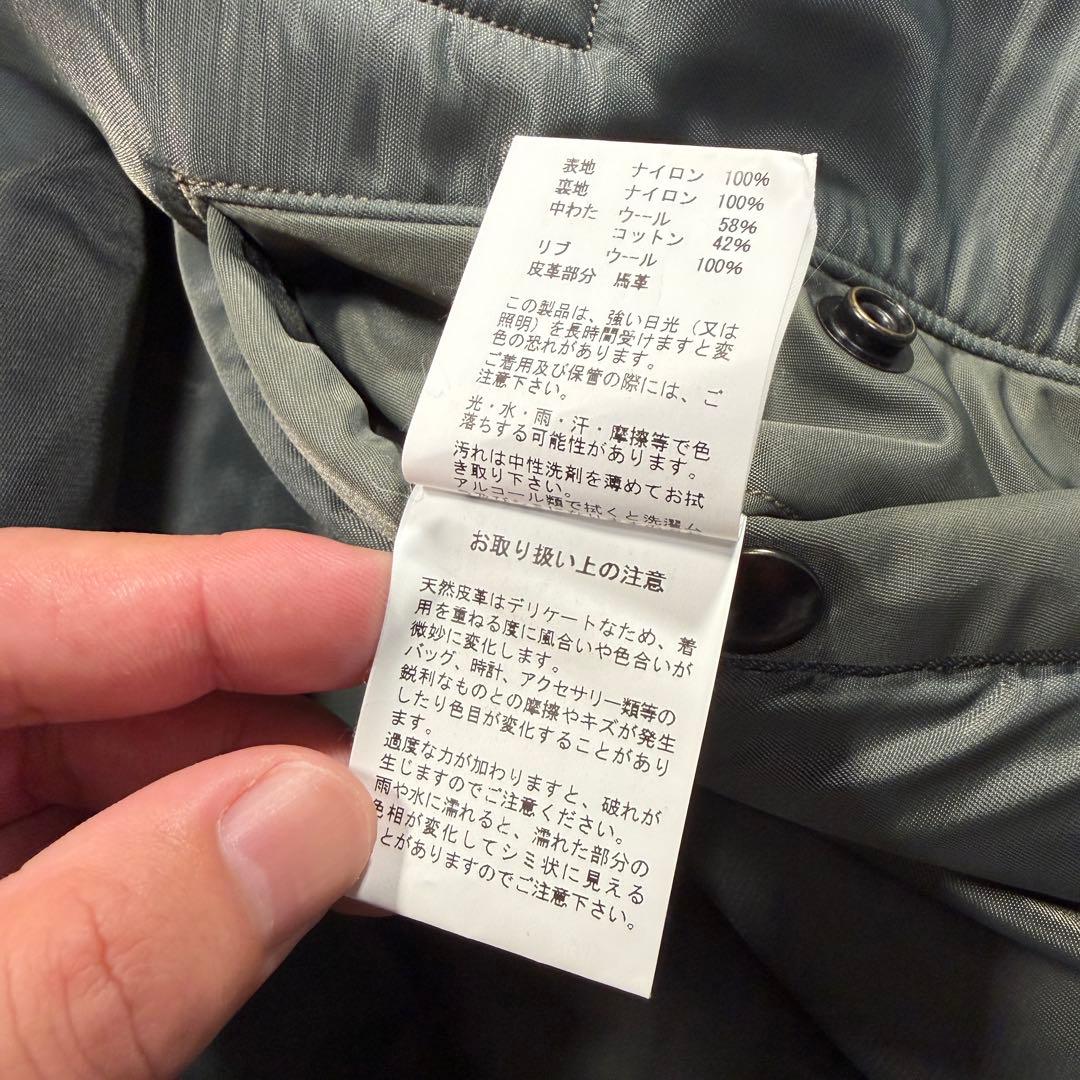 表地 ナイロン 100%
裏地 ナイロン 100%
中わた ウール 58%
コットン 42%
リブ ウール 100%
皮革部分 馬革
この製品は、強い日光（又は
照明）を長時間受けますと変
色の恐れがあります。
ご着用及び保管の際には、ご
注意下さい。
光・水・雨・汗・摩擦等で色
落ちする可能性があります。
汚れは中性洗剤を薄めてお拭
き取り下さい。
アルコール類で拭くと
お取り扱い上の注意
天然皮革はデリケートなため、着
用を重ねる度に風合いや色合いが
微妙に変化します。
バッグ、時計、アクセサリー類等の
鋭利なものとの摩擦やキズが発生
したり色目が変化することがあり
ます。
過度な力が加わりますと、破れが
生じますのでご注意ください。
雨や水に濡れると、濡れた部分の
色相が変化してシミ状に見える
とがありますのでご注意下さい。